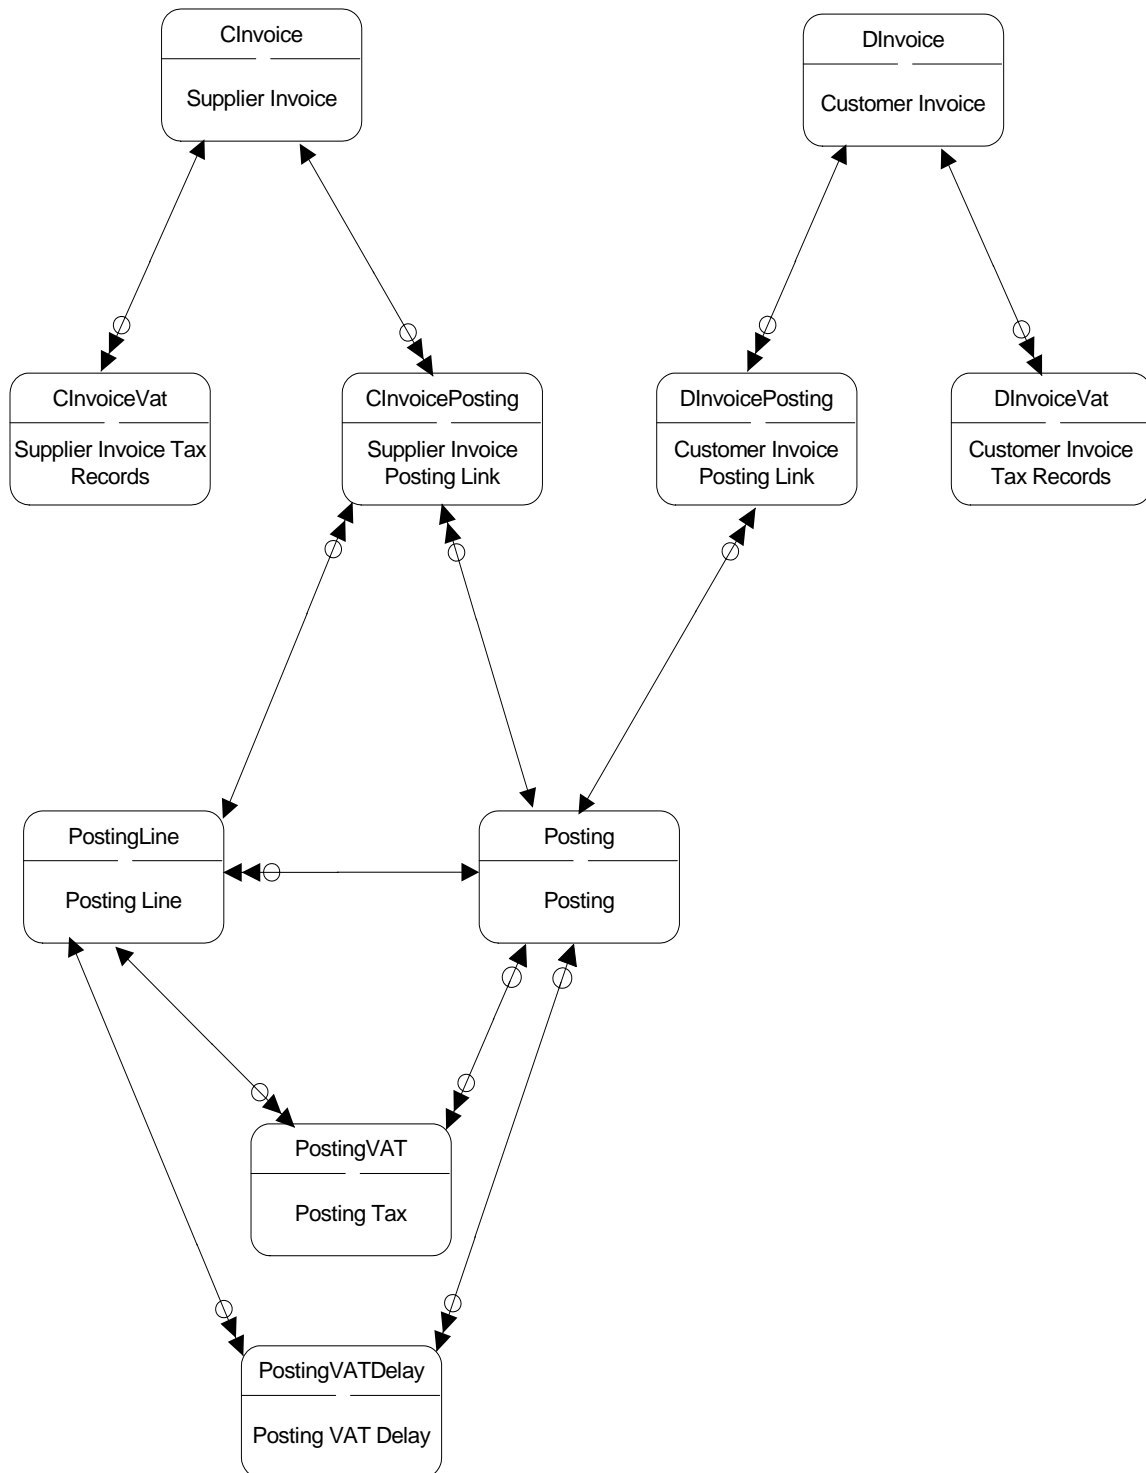 CInvoice
Supplier Invoice
DInvoice
Customer Invoice
CInvoiceVat
Supplier Invoice Tax
Records
CInvoicePosting
Supplier Invoice
Posting Link
DInvoicePosting
Customer Invoice
Posting Link
DInvoiceVat
Customer Invoice
Tax Records
PostingLine
Posting Line
Posting
Posting
PostingVAT
Posting Tax
PostingVATDelay
Posting VAT Delay